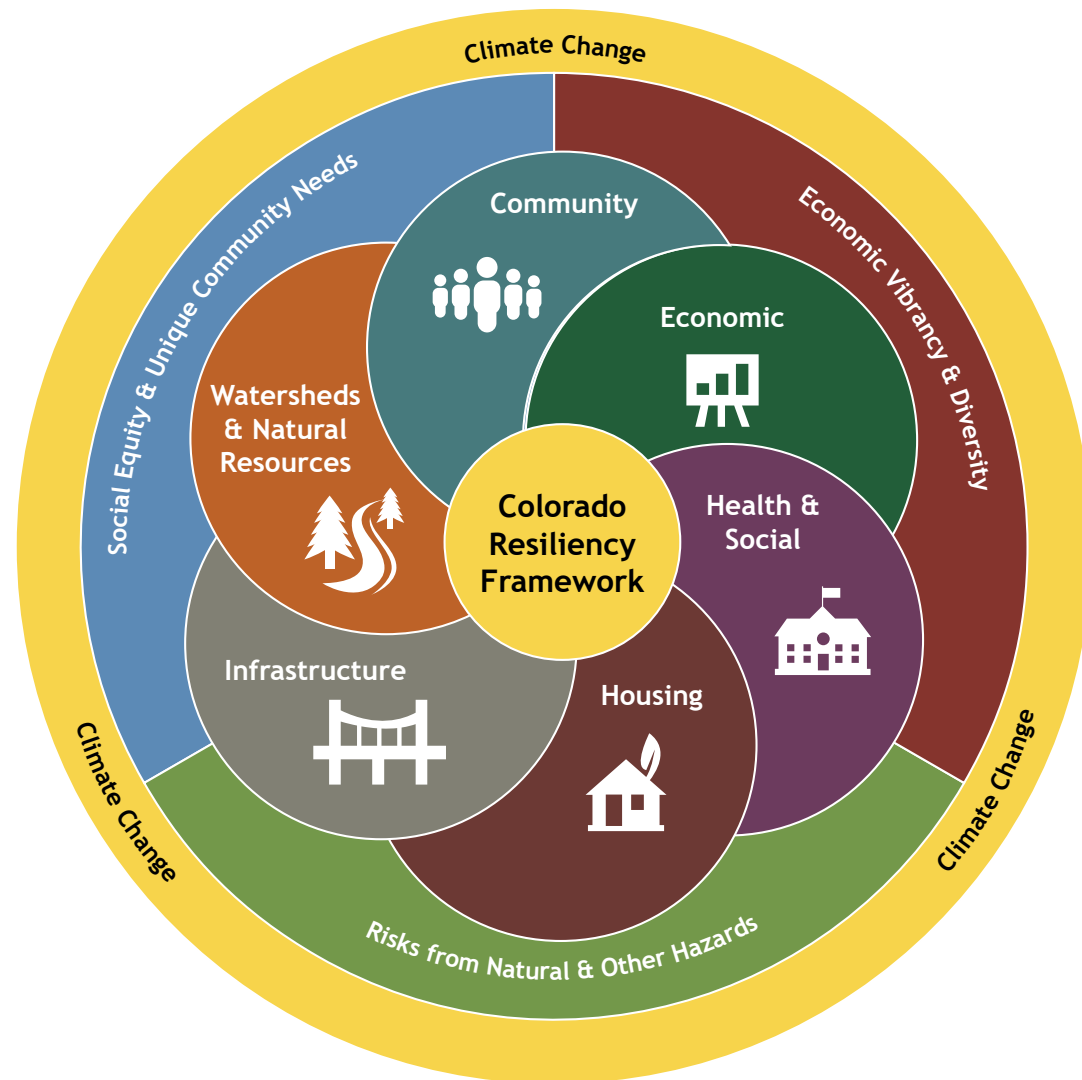 Climate Change
Social Equity & Unique Community Needs
Economic Vibrancy & Diversity
Community
Economic
Watersheds
& Natural
Resources
Health &
Social
Colorado
Resiliency
Framework
Infrastructure
Housing
Climate Change
Climate Change
Risks from Natural & Other Hazards